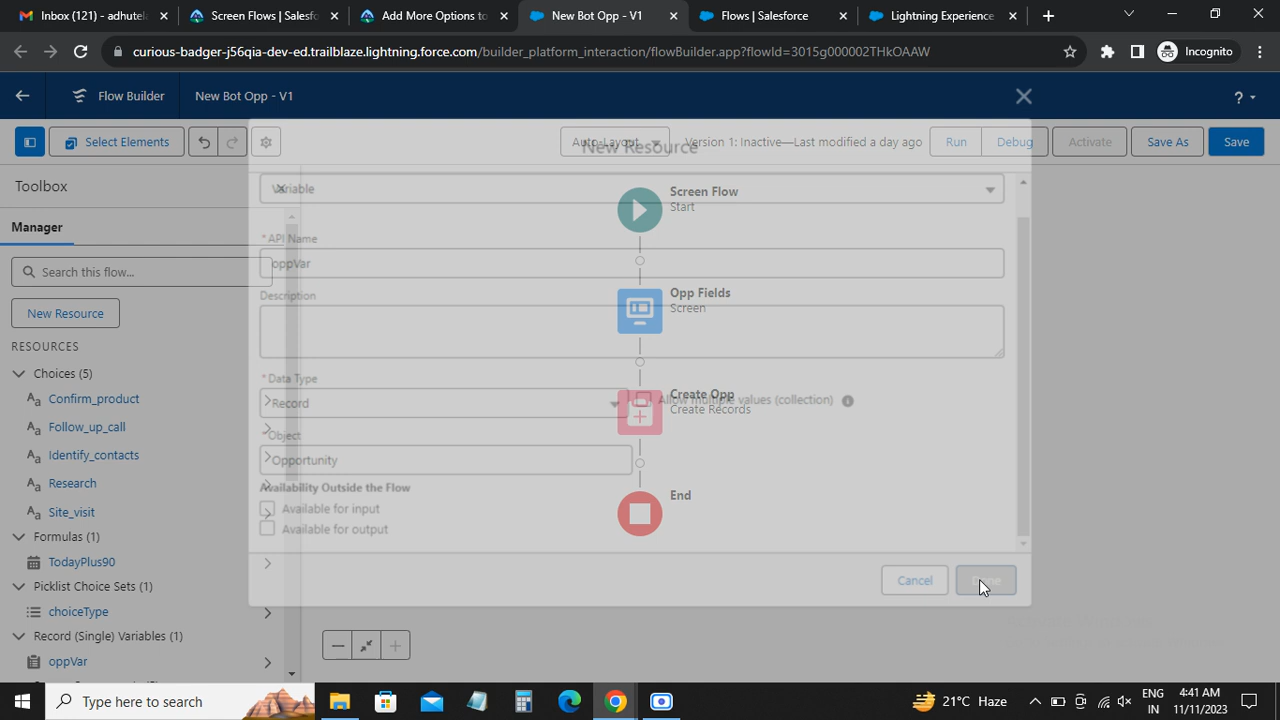 Inbox (121) - adhutela
Screen Flows | Salesfo
Add More Options to
New Bot Opp - V1
Flows | Salesforce
Lightning Experience
curious-badger-j56qia-dev-ed.trailblaze.lightning.force.com/builder_platform_interaction/flowBuilder.app?flowId=3015g000002THkOAAW
Incognito
Flow Builder
New Bot Opp - V1
?
Select Elements
Auto-Layout
Version 1: Inactive—Last modified a day ago
Run
Debug
Activate
Save As
Save
New Resource
Toolbox
Manager
Search this flow...
New Resource
RESOURCES
Choices (5)
Confirm_product
Follow_up_call
Identify_contacts
Research
Site_visit
Formulas (1)
TodayPlus90
Picklist Choice Sets (1)
choiceType
Record (Single) Variables (1)
oppVar
Variable
* API Name
oppVar
Description
* Data Type
Record
Allow multiple values (collection)
* Object
Opportunity
Availability Outside the Flow
Available for input
Available for output
Cancel
Done
Screen Flow
Start
Opp Fields
Screen
Create Opp
Create Records
End
Type here to search
21°C Haze
ENG
IN
4:41 AM
11/11/2023